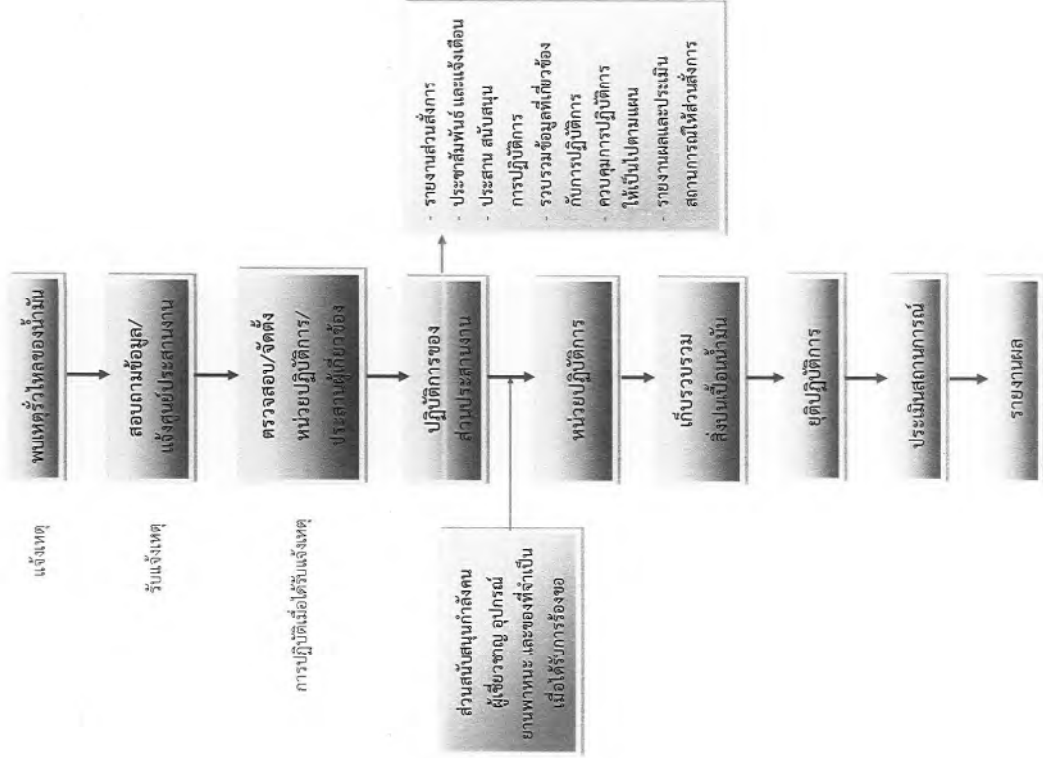 แจ้งเหตุ
พบเหตุรั่วไหลของน้ำมัน
รับแจ้งเหตุ
สอบถามข้อมูล/
แจ้งศูนย์ประสานงาน
การปฏิบัติเมื่อได้รับแจ้งเหตุ
ตรวจสอบ/จัดตั้ง
หน่วยปฏิบัติการ/
ประสานผู้เกี่ยวข้อง
ปฏิบัติการของ
ส่วนประสานงาน
- รายงานส่วนสั่งการ
- ประชาสัมพันธ์ และแจ้งเตือน
- ประสาน สนับสนุน
การปฏิบัติการ
- รวบรวมข้อมูลที่เกี่ยวข้อง
กับการปฏิบัติการ
- ควบคุมการปฏิบัติการ
ให้เป็นไปตามแผน
- รายงานผลและประเมิน
สถานการณ์ให้ส่วนสั่งการ
ส่วนสนับสนุนกำลังคน
ผู้เชี่ยวชาญ อุปกรณ์
ยานพาหนะ และของที่จำเป็น
เมื่อได้รับการร้องขอ
หน่วยปฏิบัติการ
เก็บรวบรวม
สิ่งปนเปื้อนน้ำมัน
ยุติปฏิบัติการ
ประเมินสถานการณ์
รายงานผล